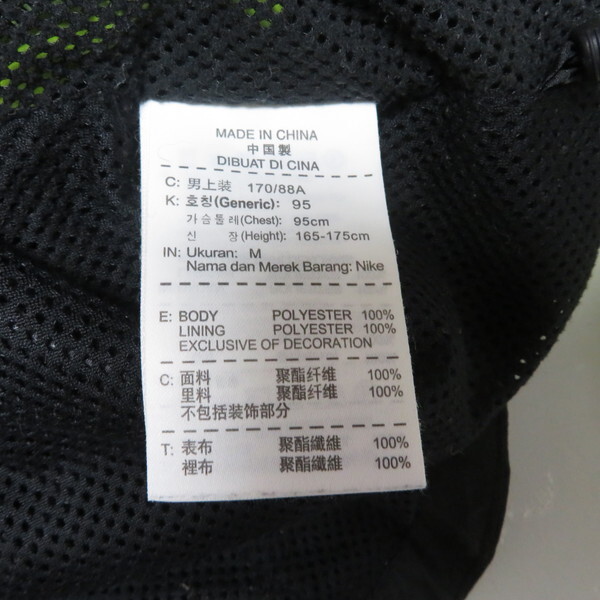 MADE IN CHINA
中国製
DIBUAT DI CINA
C: 男上装 170/88A
K: 호칭(Generic): 95
가슴둘레(Chest): 95cm
신 장(Height): 165-175cm
IN: Ukuran: M
Nama dan Merek Barang: Nike
E: BODY POLYESTER 100%
LINING POLYESTER 100%
EXCLUSIVE OF DECORATION
C: 面料 聚酯纤维 100%
里料 聚酯纤维 100%
不包括装饰部分
T: 表布 聚酯纖維 100%
裡布 聚酯纖維 100%